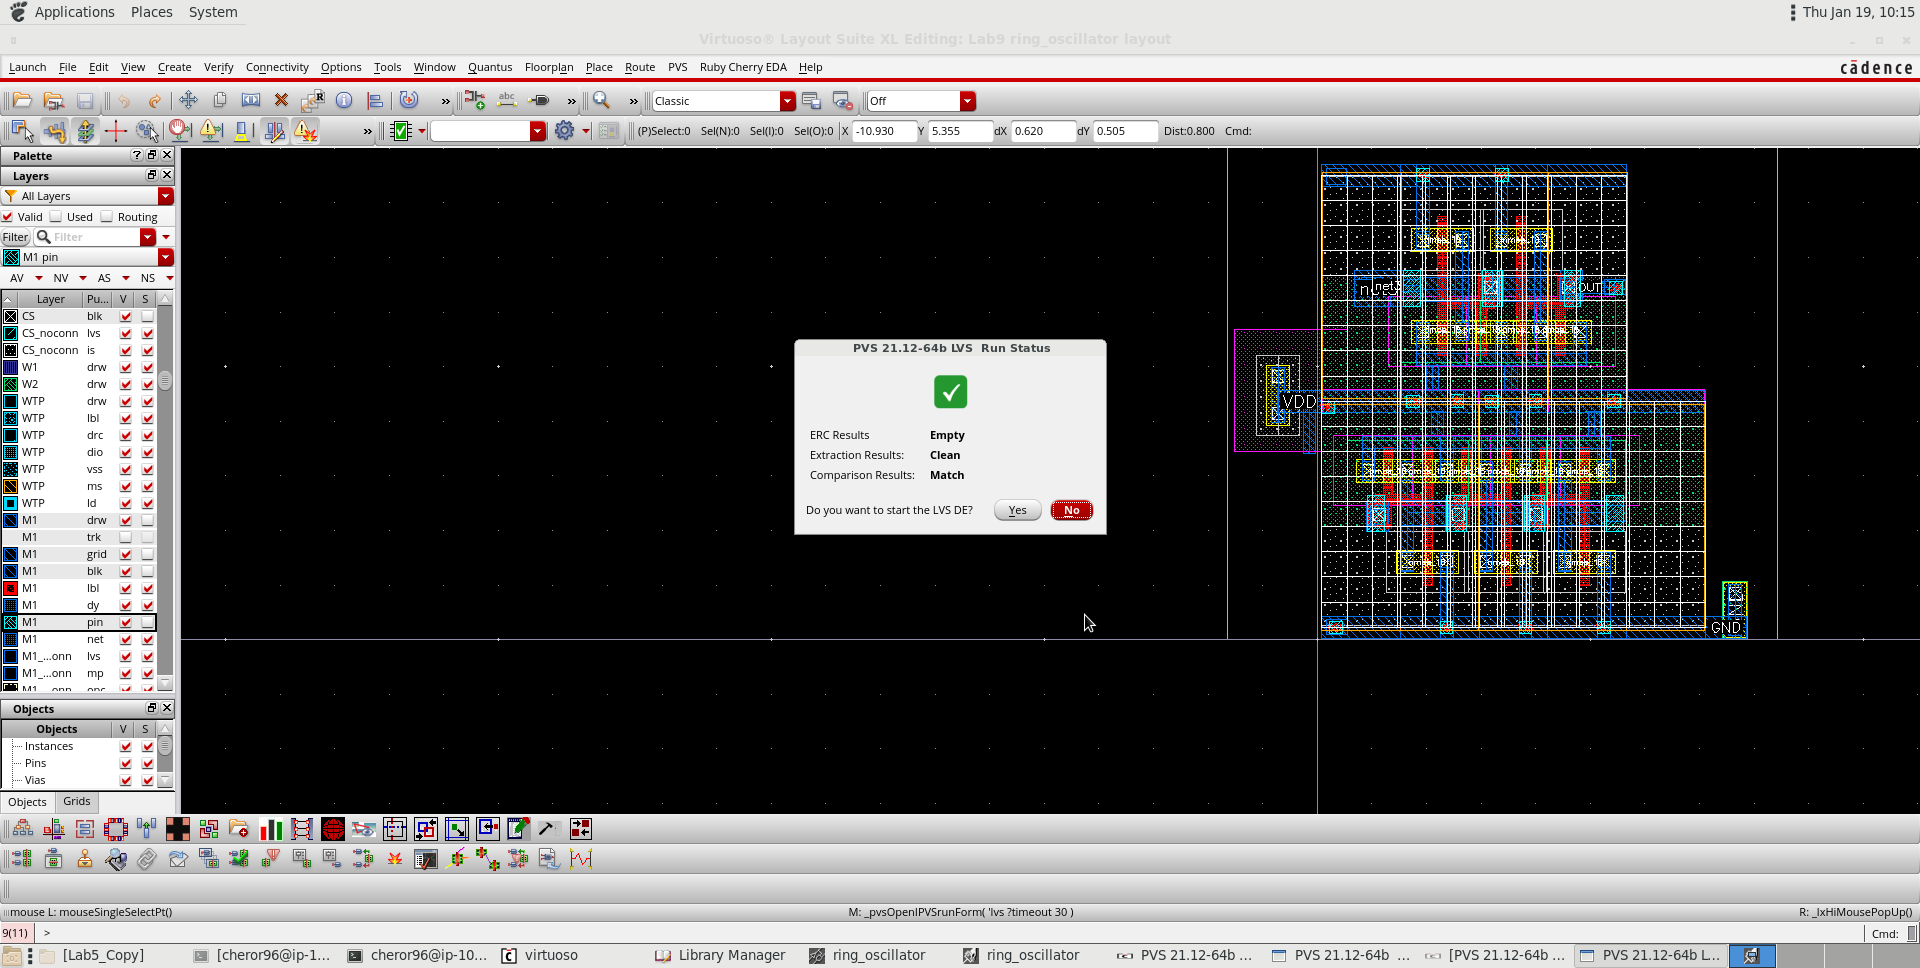 Applications Places System Thu Jan 19, 10:15
Virtuoso® Layout Suite XL Editing: Lab9 ring_oscillator layout
Launch File Edit View Create Verify Connectivity Options Tools Window Quantus Floorplan Place Route PVS Ruby Cherry EDA Help cādence
abc » » » Classic Off
» (P)Select:0 Sel(N):0 Sel(I):0 Sel(O):0 X -10.930 Y 5.355 dX 0.620 dY 0.505 Dist:0.800 Cmd:
Palette ?
Layers
All Layers
Valid Used Routing
Filter Filter
M1 pin
AV NV AS NS
Layer Pu... V S
CS blk
CS_noconn lvs
CS_noconn is
W1 drw
W2 drw
WTP drw
WTP lbl
WTP drc
WTP dio
WTP vss
WTP ms
WTP ld
M1 drw
M1 trk
M1 grid
M1 blk
M1 lbl
M1 dy
M1 pin
M1 net
M1_...onn lvs
M1_...onn mp
M1_...onn opc
Objects
Objects V S
Instances
Pins
Vias
Objects Grids
net3
OUT
VDD
GND
PVS 21.12-64b LVS Run Status
ERC Results Empty
Extraction Results: Clean
Comparison Results: Match
Do you want to start the LVS DE? Yes No
mouse L: mouseSingleSelectPt() M: _pvsOpenIPVSrunForm( 'lvs ?timeout 30 ) R: _lxHiMousePopUp()
9(11) > Cmd:
[Lab5_Copy] [cheror96@ip-1... cheror96@ip-10... virtuoso Library Manager ring_oscillator ring_oscillator PVS 21.12-64b ... PVS 21.12-64b ... [PVS 21.12-64b ... PVS 21.12-64b L...